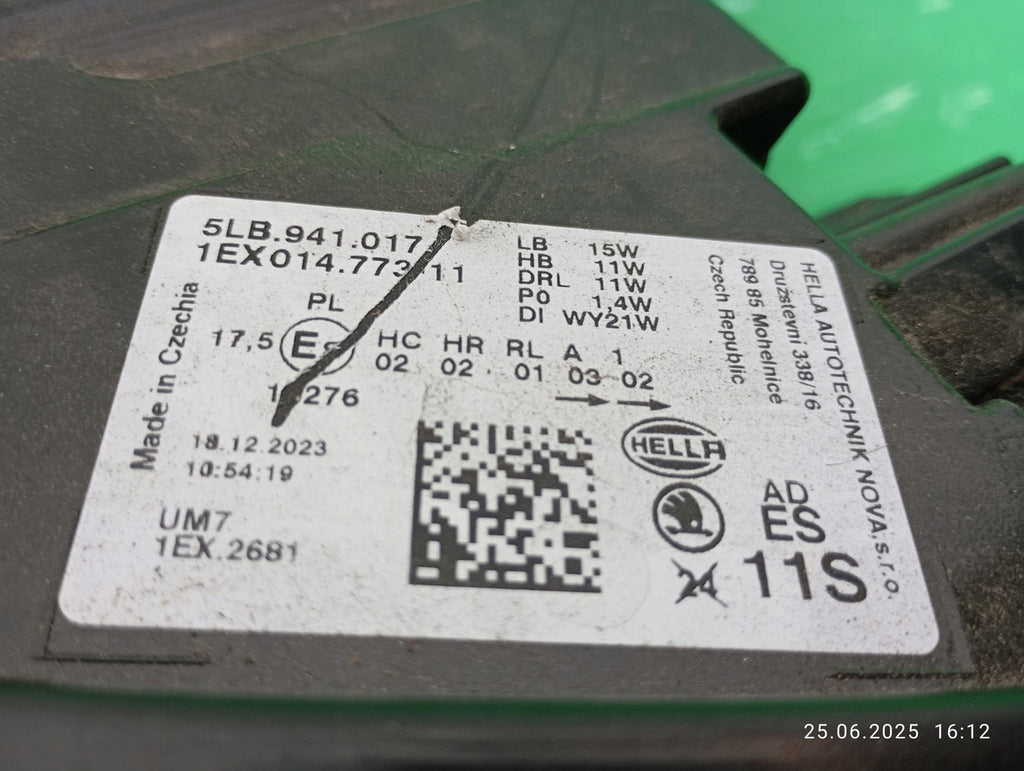 5LB.941.017
1EX014.773 11
PL
17,5 E8
HC HR RL A 1
02 02 01 03 02
276
Made in Czechia
18.12.2023
10:54:19
UM7
1EX.2681
LB 15W
HB 11W
DRL 11W
PO 1,4W
DI WY21W
HELLA AUTOTECHNIK NOVA, s.r.o.
Družstevní 338/16
789 85 Mohelnice
Czech Republic
HELLA
24
AD
ES
11S
25.06.2025 16:12